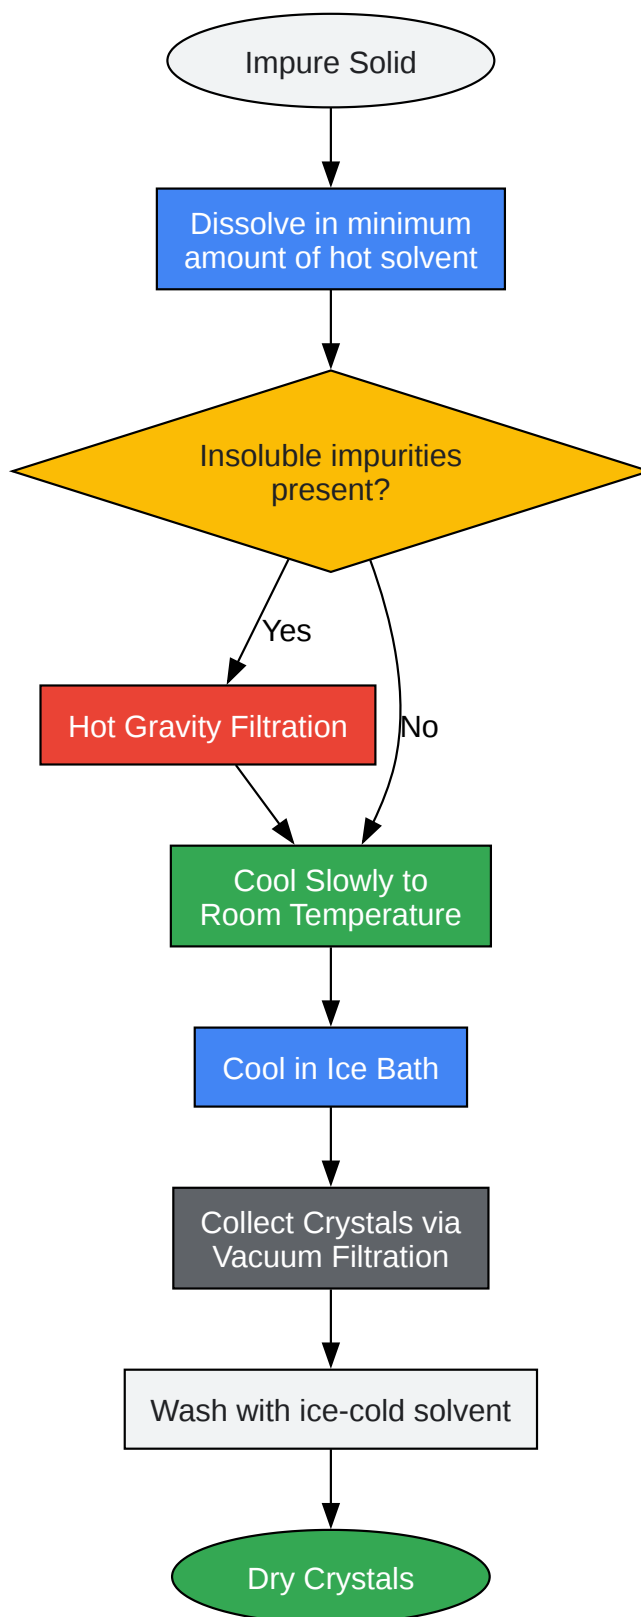 Impure Solid
Dissolve in minimum
amount of hot solvent
Insoluble impurities
present?
Yes
Hot Gravity Filtration
No
Cool Slowly to
Room Temperature
Cool in Ice Bath
Collect Crystals via
Vacuum Filtration
Wash with ice-cold solvent
Dry Crystals